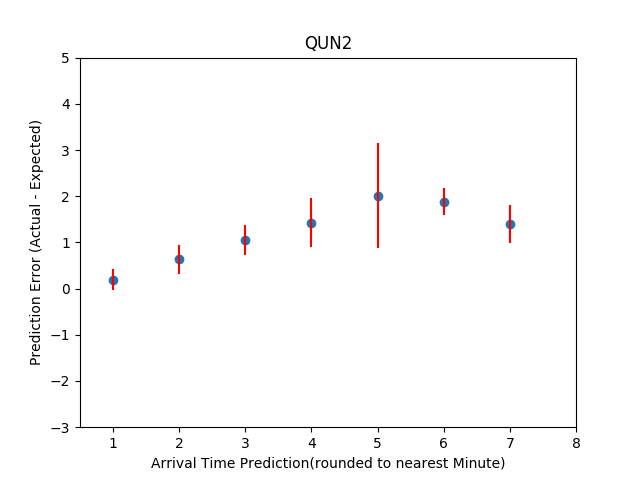 QUN2
Prediction Error (Actual - Expected)
5
4
3
2
1
0
−1
−2
−3
1 2 3 4 5 6 7 8
Arrival Time Prediction(rounded to nearest Minute)